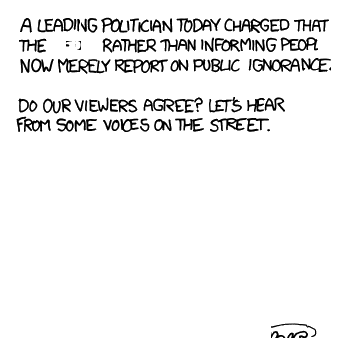 A LEADING POLITICIAN TODAY CHARGED THAT
THE RATHER THAN INFORMING
NOW MERELY REPORT ON PUBLIC IGNORANCE.
DO OUR VIEWERS AGREE? LET'S HEAR
FROM SOME VOICES ON THE STREET.